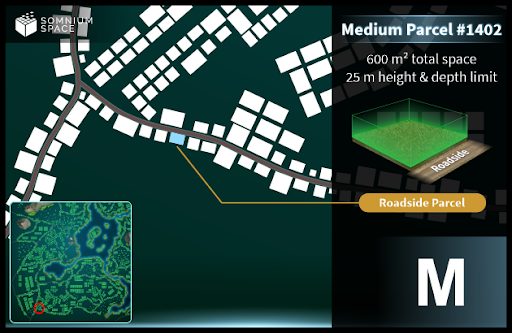 SOMNIUM
SPACE
Medium Parcel #1402
600 m² total space
25 m height & depth limit
Roadside
Roadside Parcel
M